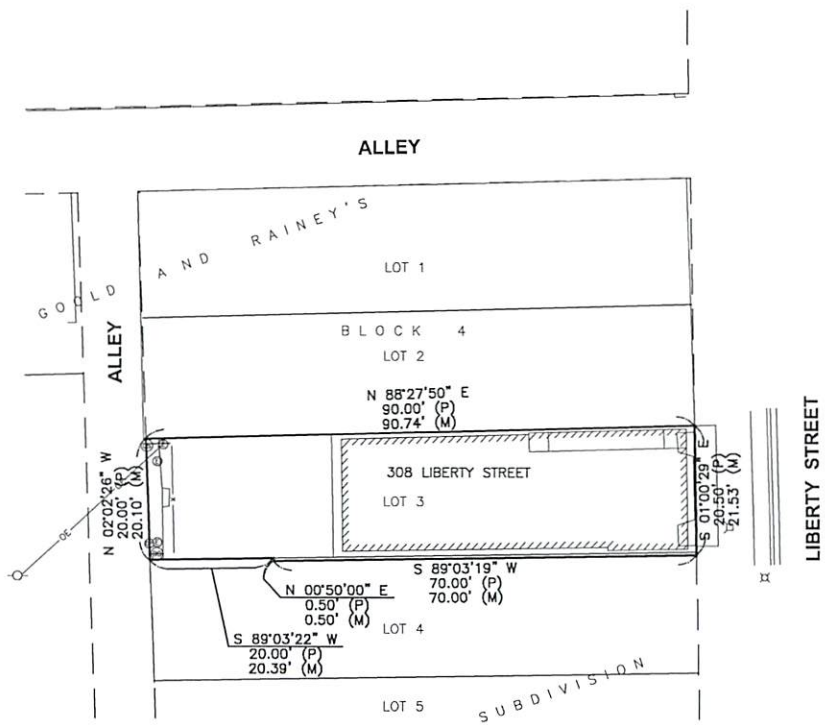 ALLEY
GOOLD AND RAINEY'S
LOT 1
BLOCK 4
LOT 2
ALLEY
N 88°27'50" E
90.00' (P)
90.74' (M)
N 02°02'26" W
20.00' (P)
20.10' (M)
308 LIBERTY STREET
LOT 3
S 01°00'29" E
20.50' (P)
21.53' (M)
LIBERTY STREET
OE
S 89°03'19" W
70.00' (P)
70.00' (M)
N 00°50'00" E
0.50' (P)
0.50' (M)
LOT 4
S 89°03'22" W
20.00' (P)
20.39' (M)
SUBDIVISION
LOT 5